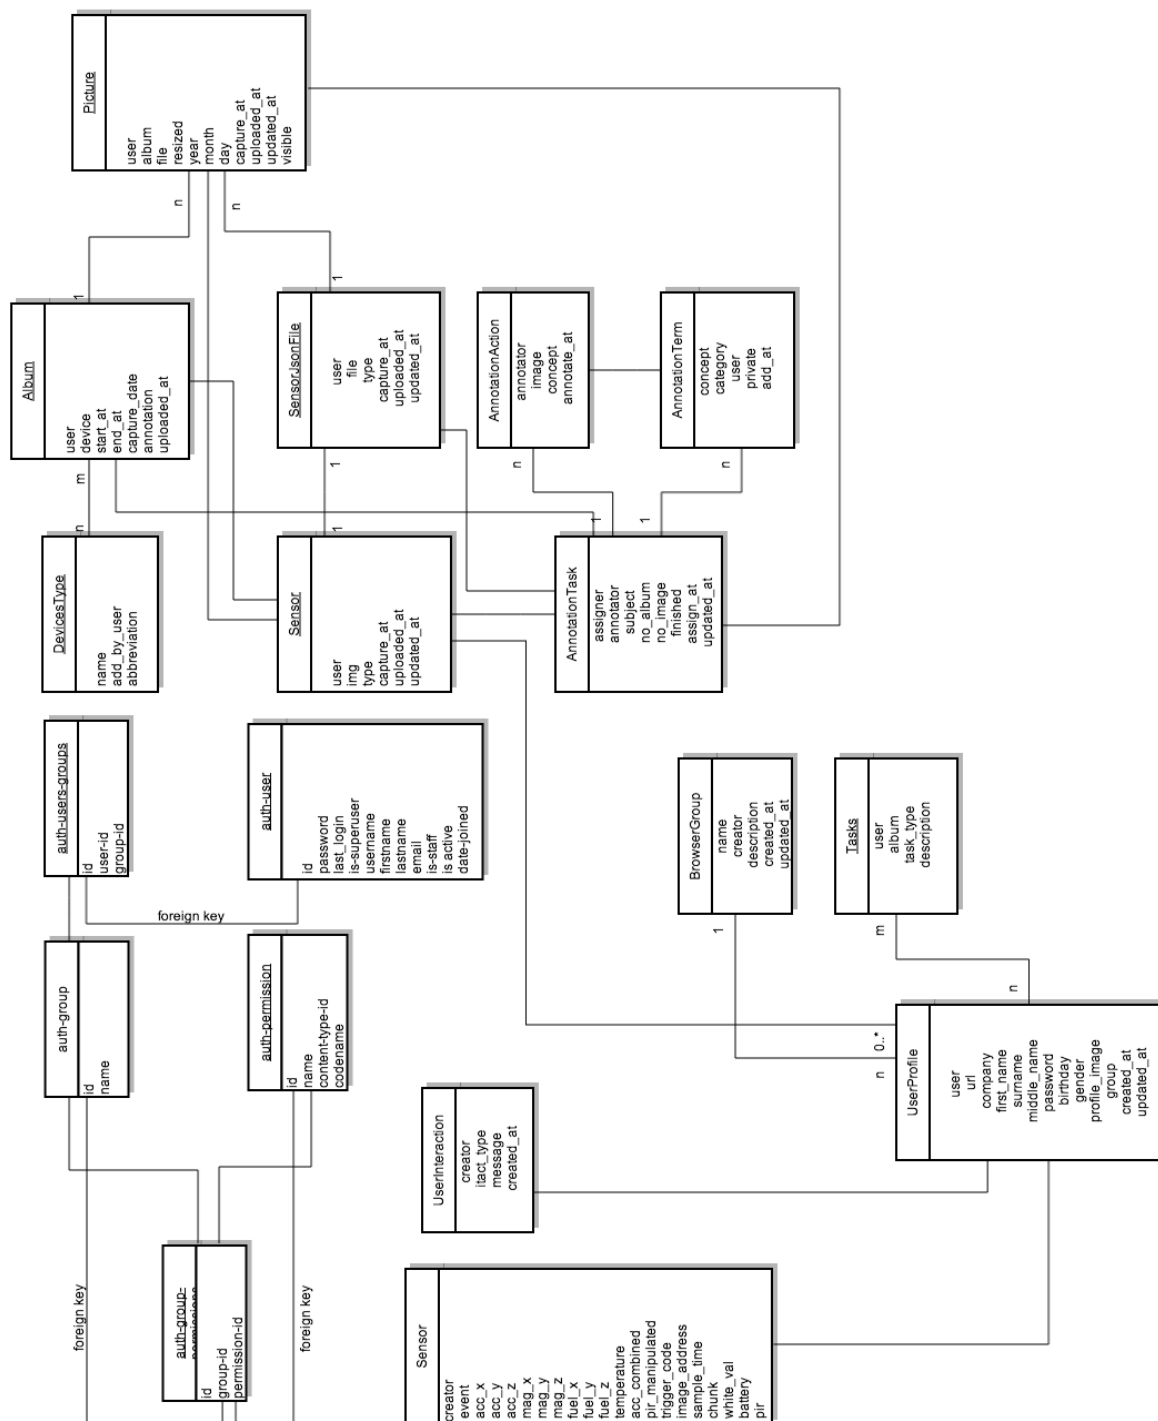 Picture
user
album
file
resized
year
month
day
capture_at
uploaded_at
updated_at
visible
n
n
1
1
Album
user
device
start_at
end_at
capture_date
annotation
uploaded_at
SensorJsonFile
user
file
type
capture_at
uploaded_at
updated_at
AnnotationAction
annotator
image
concept
annotate_at
AnnotationTerm
concept
category
user
private
add_at
m
n
1
1
n
1
n
1
DevicesType
name
add_by_user
abbreviation
Sensor
user
img
type
capture_at
uploaded_at
updated_at
AnnotationTask
assigner
annotator
subject
no_album
no_image
finished
assign_at
updated_at
auth-users-groups
id
user-id
group-id
auth-user
id
password
last_login
is-superuser
username
firstname
lastname
email
is-staff
is active
date-joined
foreign key
BrowserGroup
name
creator
description
created_at
updated_at
Tasks
user
album
task_type
description
1
m
auth-group
id
name
auth-permission
id
name
content-type-id
codename
n
0..*
n
UserProfile
user
url
company
first_name
surname
middle_name
password
birthday
gender
profile_image
group
created_at
updated_at
UserInteraction
creator
itact_type
message
created_at
foreign key
auth-group-
permissions
id
group-id
permission-id
foreign key
Sensor
creator
event
acc_x
acc_y
acc_z
mag_x
mag_y
mag_z
fuel_x
fuel_y
fuel_z
temperature
acc_combined
pir_manipulated
trigger_code
image_address
sample_time
chunk
white_val
battery
pir